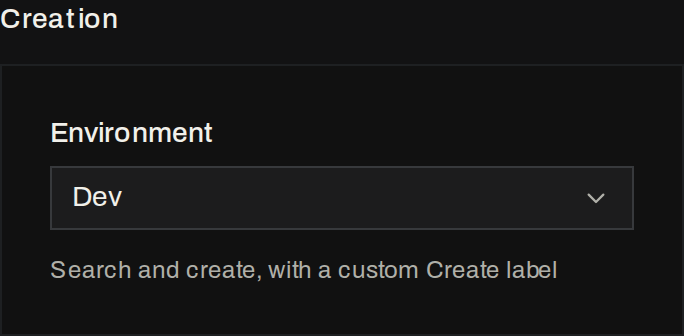 Creation
Environment
Dev
Search and create, with a custom Create label